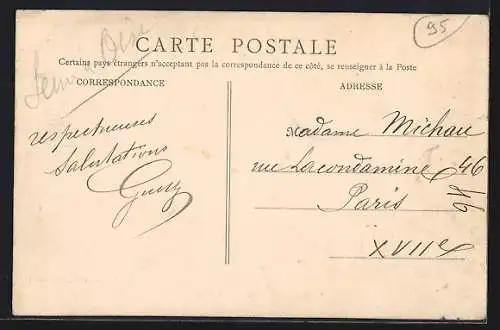 95
CARTE POSTALE
Certains pays étrangers n'acceptant pas la correspondance de ce côté, se renseigner à la Poste
CORRESPONDANCE
ADRESSE
respectueuses
Salutations
Madame Michau
rue Lacondamine 46
Paris
XVIIe